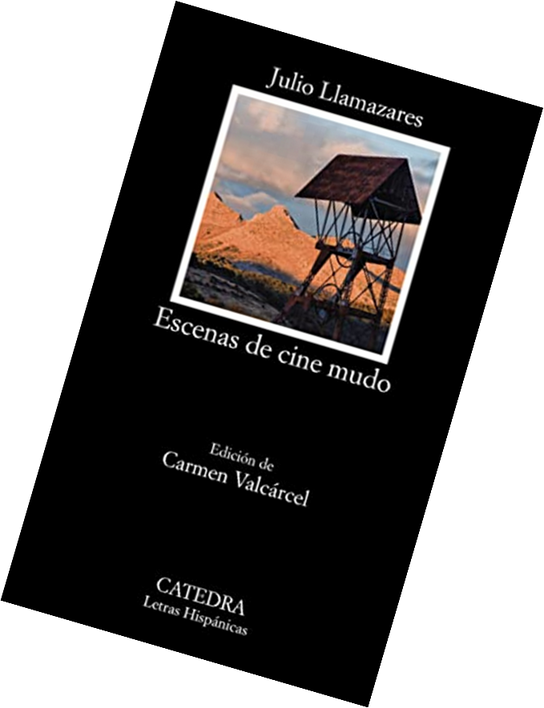 Julio Llamazares
Escenas de cine mudo
Edición de
Carmen Valcárcel
CATEDRA
Letras Hispánicas